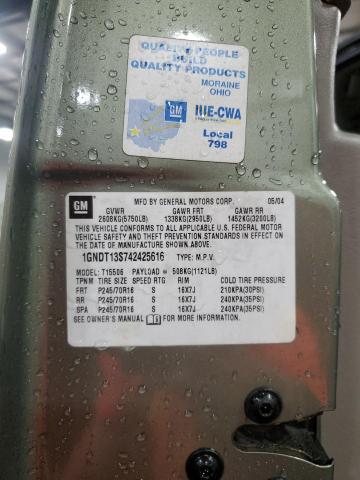 QUALITY PEOPLE
BUILD
QUALITY PRODUCTS
MORAINE
OHIO
GM
IUE-CWA
Local
798
GM
MFD BY GENERAL MOTORS CORP. 05/04
GVWR GAWR FRT GAWR RR
2608KG(5750LB) 1338KG(2950LB) 1452KG(3200LB)
THIS VEHICLE CONFORMS TO ALL APPLICABLE U.S. FEDERAL MOTOR
VEHICLE SAFETY AND THEFT PREVENTION STANDARDS IN EFFECT ON
THE DATE OF MANUFACTURE SHOWN ABOVE.
1GNDT13S742425616 TYPE: M.P.V.
MODEL: T15506 PAYLOAD = 508KG(1121LB)
TPNM TIRE SIZE SPEED RTG RIM COLD TIRE PRESSURE
FRT P245/70R16 S 16X7J 210KPA(30PSI)
RR P245/70R16 S 16X7J 240KPA(35PSI)
SPA P245/70R16 S 16X7J 240KPA(35PSI)
SEE OWNER'S MANUAL FOR MORE INFORMATION.